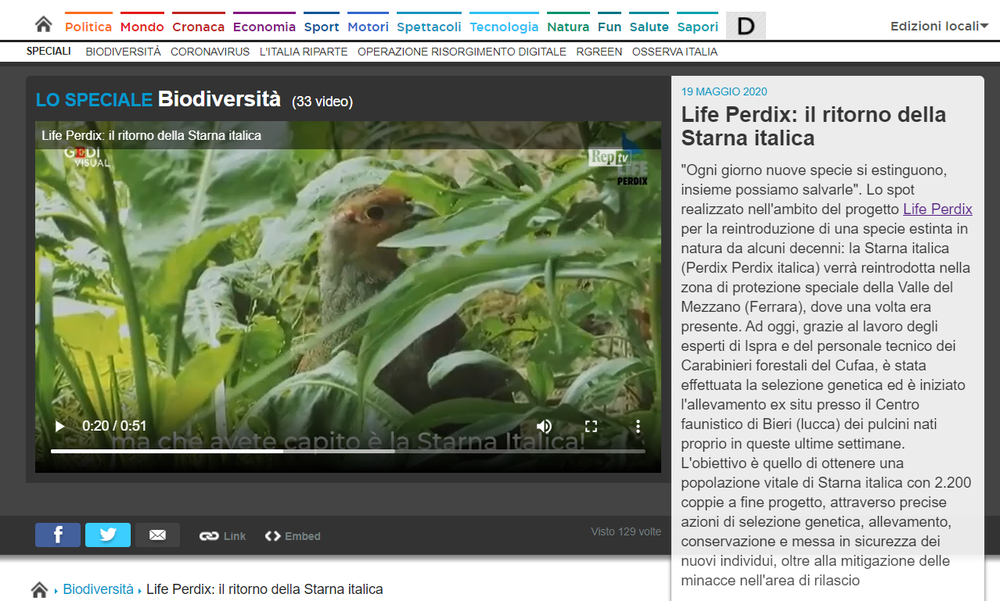 Politica Mondo Cronaca Economia Sport Motori Spettacoli Tecnologia Natura Fun Salute Sapori D Edizioni locali
SPECIALI BIODIVERSITÀ CORONAVIRUS L'ITALIA RIPARTE OPERAZIONE RISORGIMENTO DIGITALE RGREEN OSSERVA ITALIA
LO SPECIALE Biodiversità (33 video)
Life Perdix: il ritorno della Starna italica
GEDI
VISUAL
Rep tv
LIFE
PERDIX
0:20 / 0:51
ma che avete capito è la Starna Italica!
f Link Embed
Visto 129 volte
Biodiversità Life Perdix: il ritorno della Starna italica
19 MAGGIO 2020
Life Perdix: il ritorno della
Starna italica
"Ogni giorno nuove specie si estinguono,
insieme possiamo salvarle". Lo spot
realizzato nell'ambito del progetto Life Perdix
per la reintroduzione di una specie estinta in
natura da alcuni decenni: la Starna italica
(Perdix Perdix italica) verrà reintrodotta nella
zona di protezione speciale della Valle del
Mezzano (Ferrara), dove una volta era
presente. Ad oggi, grazie al lavoro degli
esperti di Ispra e del personale tecnico dei
Carabinieri forestali del Cufaa, è stata
effettuata la selezione genetica ed è iniziato
l'allevamento ex situ presso il Centro
faunistico di Bieri (lucca) dei pulcini nati
proprio in queste ultime settimane.
L'obiettivo è quello di ottenere una
popolazione vitale di Starna italica con 2.200
coppie a fine progetto, attraverso precise
azioni di selezione genetica, allevamento,
conservazione e messa in sicurezza dei
nuovi individui, oltre alla mitigazione delle
minacce nell'area di rilascio